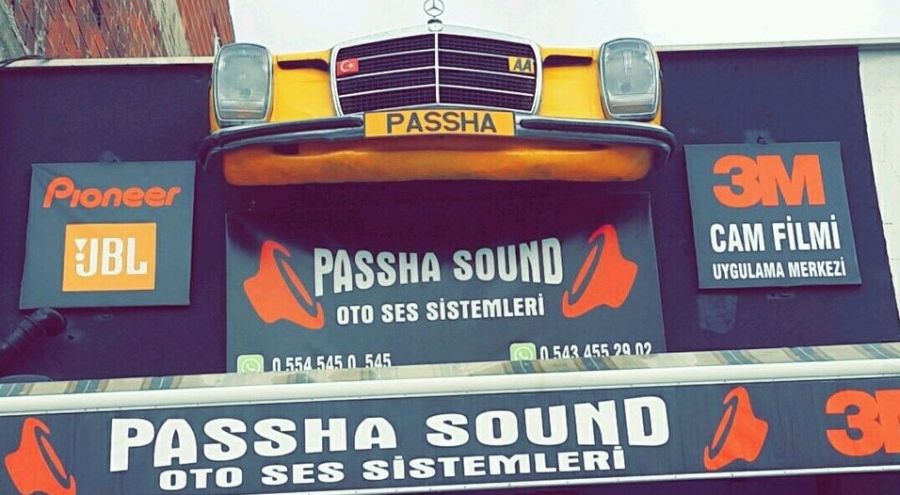 AA
PASSHA
Pioneer
JBL
3M
CAM FİLMİ
UYGULAMA MERKEZİ
PASSHA SOUND
OTO SES SİSTEMLERİ
0 554 545 0 545
0 543 455 29 02
PASSHA SOUND
OTO SES SİSTEMLERİ
3M